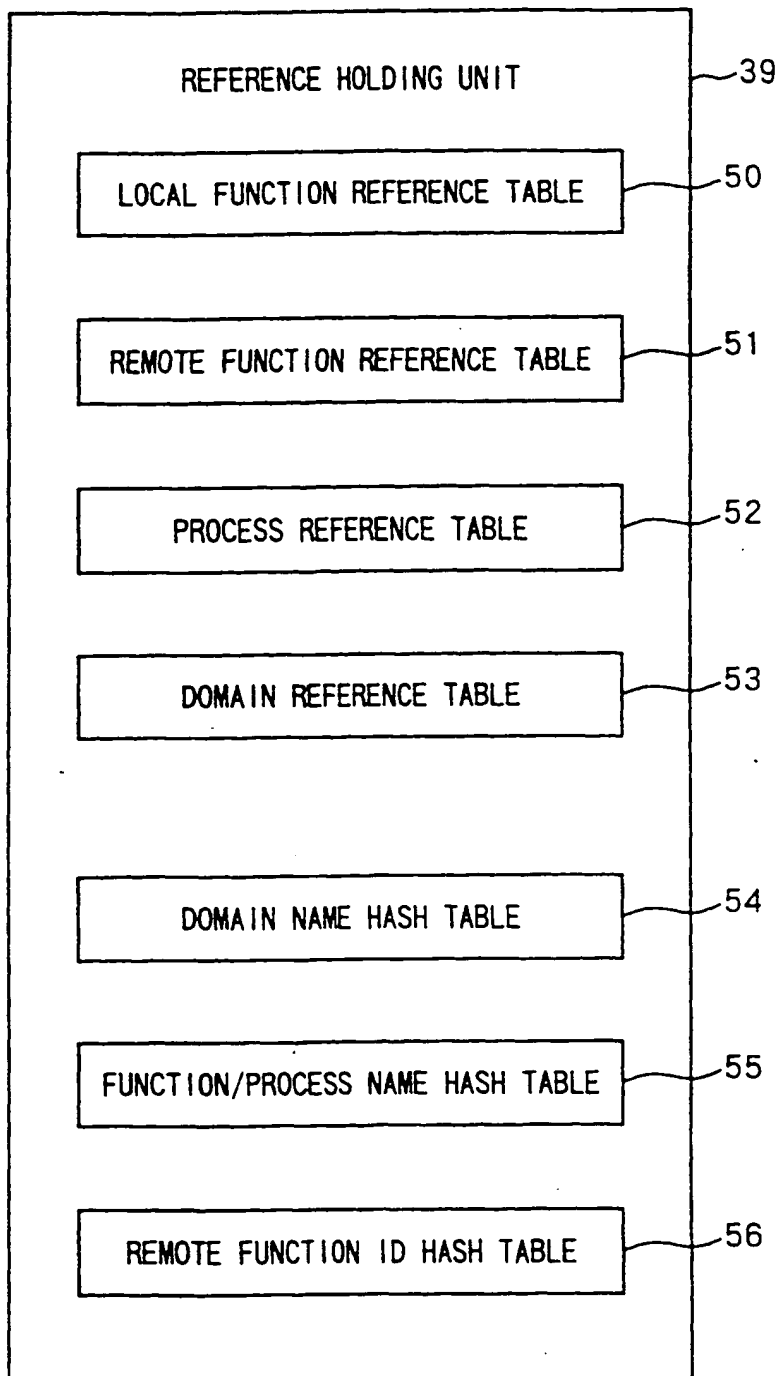 REFERENCE HOLDING UNIT 39
LOCAL FUNCTION REFERENCE TABLE 50
REMOTE FUNCTION REFERENCE TABLE 51
PROCESS REFERENCE TABLE 52
DOMAIN REFERENCE TABLE 53
DOMAIN NAME HASH TABLE 54
FUNCTION/PROCESS NAME HASH TABLE 55
REMOTE FUNCTION ID HASH TABLE 56